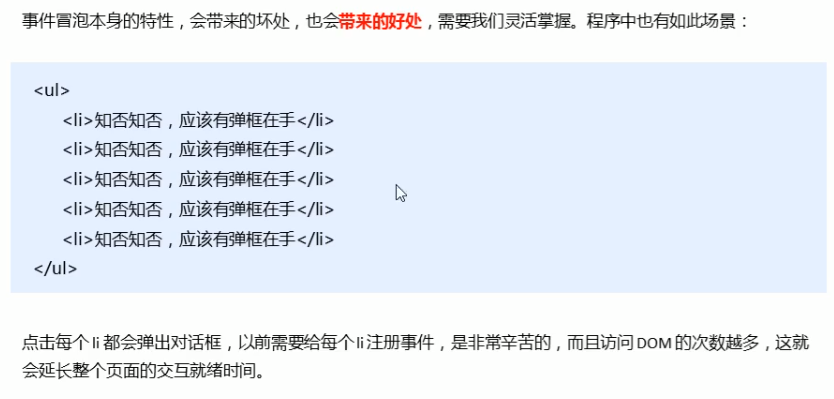 事件冒泡本身的特性，会带来的坏处，也会带来的好处，需要我们灵活掌握。程序中也有如此场景：
<ul>
<li>知否知否，应该有弹框在手</li>
<li>知否知否，应该有弹框在手</li>
<li>知否知否，应该有弹框在手</li>
<li>知否知否，应该有弹框在手</li>
<li>知否知否，应该有弹框在手</li>
</ul>
点击每个 li 都会弹出对话框，以前需要给每个 li 注册事件，是非常辛苦的，而且访问 DOM 的次数越多，这就
会延长整个页面的交互就绪时间。